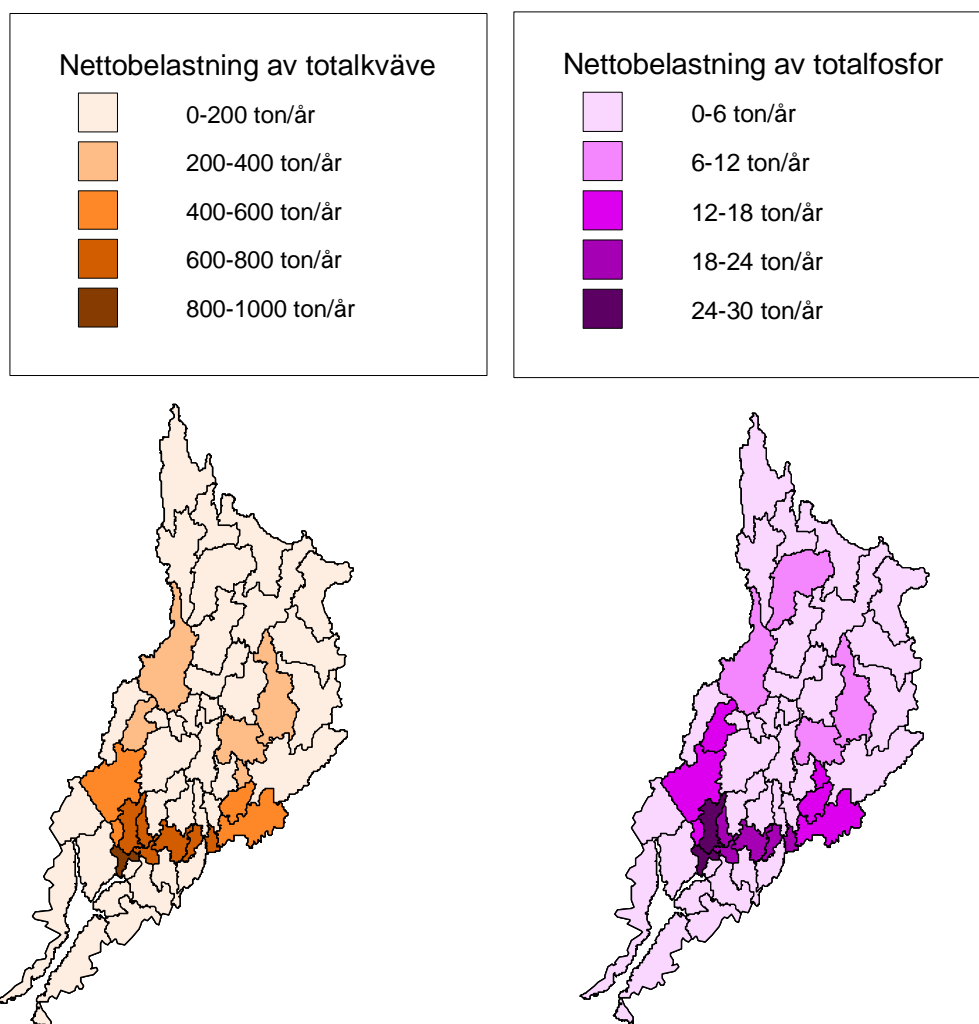 Nettobelastning av totalkväve
0-200 ton/år
200-400 ton/år
400-600 ton/år
600-800 ton/år
800-1000 ton/år
Nettobelastning av totalfosfor
0-6 ton/år
6-12 ton/år
12-18 ton/år
18-24 ton/år
24-30 ton/år